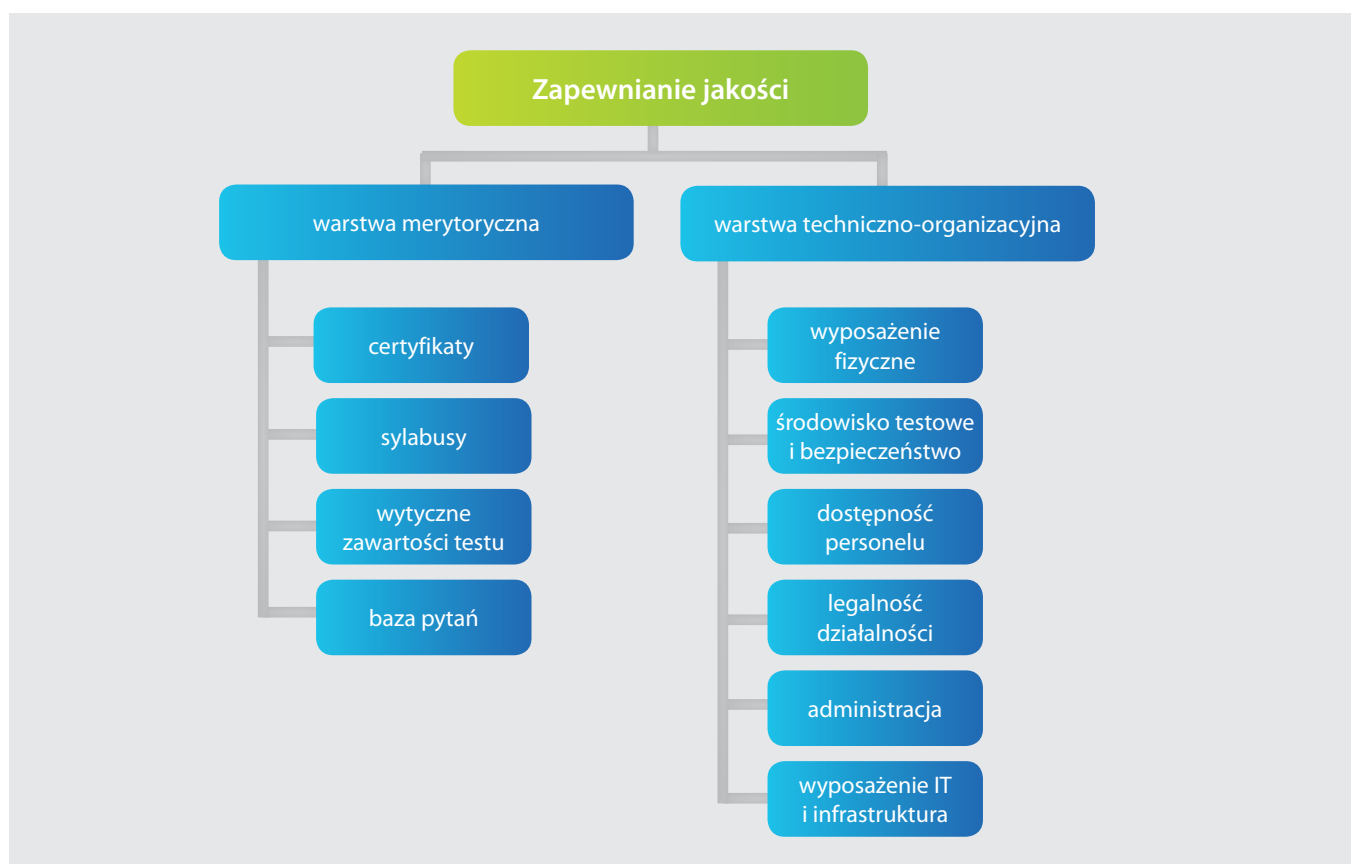 Zapewnianie jakości
warstwa merytoryczna
certyfikaty
sylabusy
wytyczne
zawartości testu
baza pytań
warstwa techniczno-organizacyjna
wyposażenie
fizyczne
środowisko testowe
i bezpieczeństwo
dostępność
personelu
legalność
działalności
administracja
wyposażenie IT
i infrastruktura